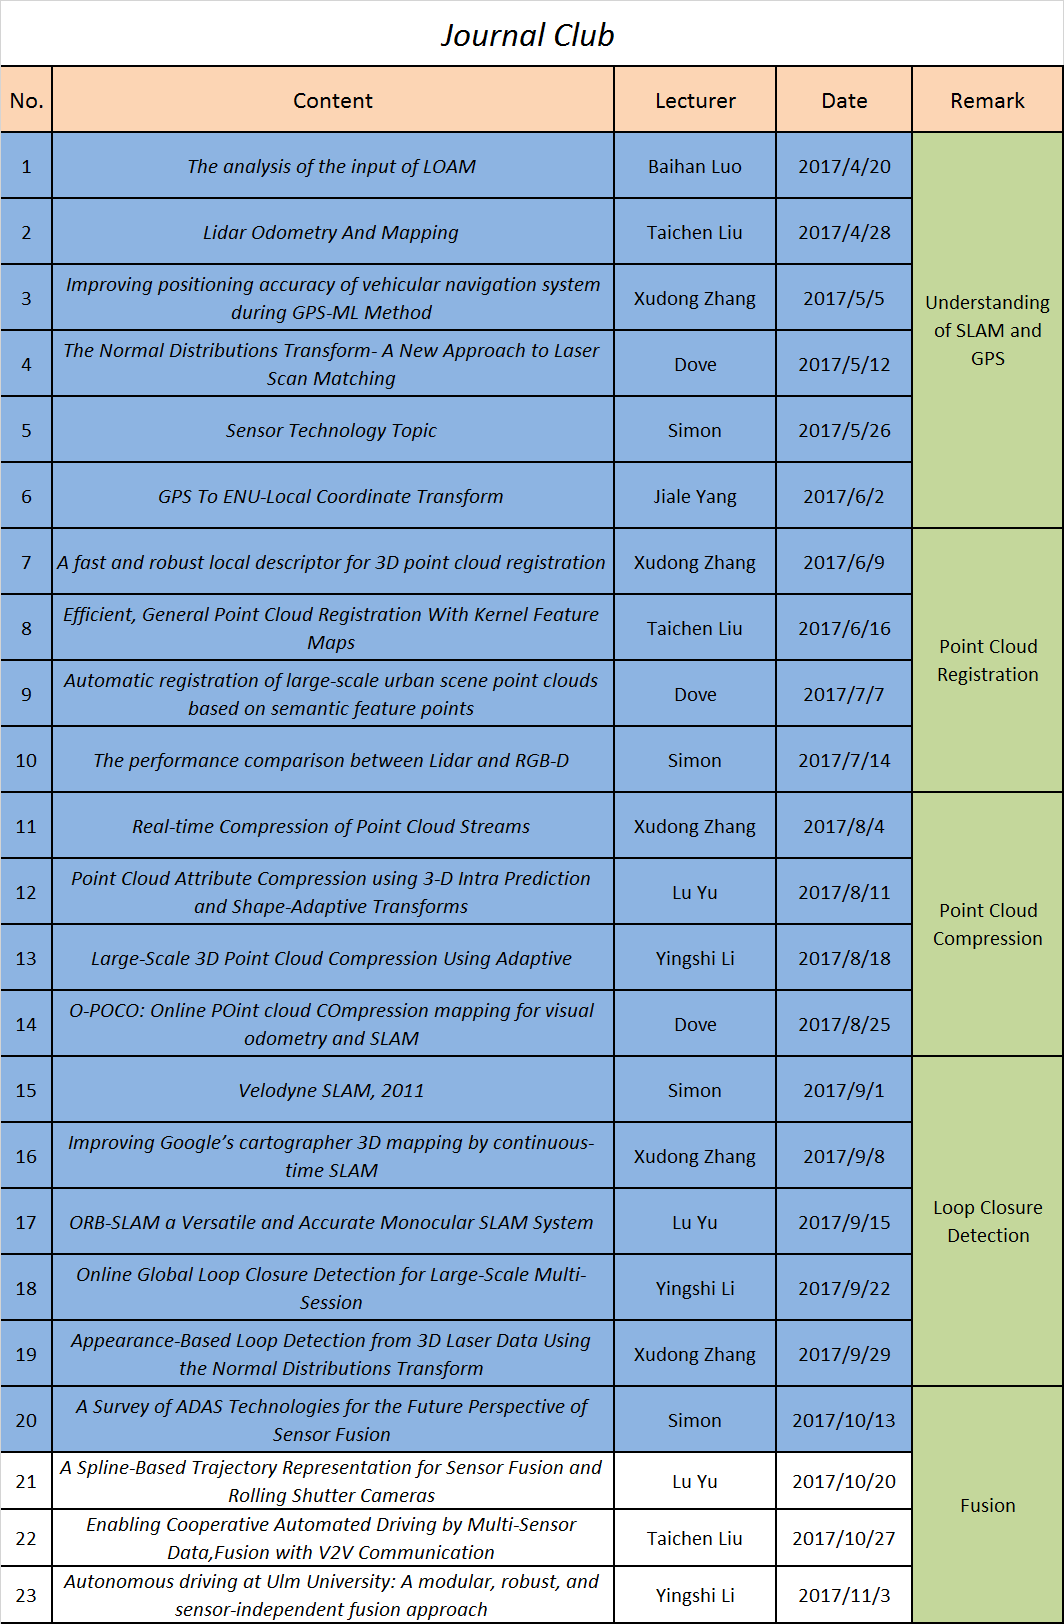 Journal Club
No. Content Lecturer Date Remark
1 The analysis of the input of LOAM Baihan Luo 2017/4/20
2 Lidar Odometry And Mapping Taichen Liu 2017/4/28
3 Improving positioning accuracy of vehicular navigation system
during GPS-ML Method Xudong Zhang 2017/5/5
4 The Normal Distributions Transform- A New Approach to Laser
Scan Matching Dove 2017/5/12
5 Sensor Technology Topic Simon 2017/5/26
6 GPS To ENU-Local Coordinate Transform Jiale Yang 2017/6/2
Understanding
of SLAM and
GPS
7 A fast and robust local descriptor for 3D point cloud registration Xudong Zhang 2017/6/9
8 Efficient, General Point Cloud Registration With Kernel Feature
Maps Taichen Liu 2017/6/16
9 Automatic registration of large-scale urban scene point clouds
based on semantic feature points Dove 2017/7/7
10 The performance comparison between Lidar and RGB-D Simon 2017/7/14
Point Cloud
Registration
11 Real-time Compression of Point Cloud Streams Xudong Zhang 2017/8/4
12 Point Cloud Attribute Compression using 3-D Intra Prediction
and Shape-Adaptive Transforms Lu Yu 2017/8/11
13 Large-Scale 3D Point Cloud Compression Using Adaptive Yingshi Li 2017/8/18
14 O-POCO: Online POint cloud COmpression mapping for visual
odometry and SLAM Dove 2017/8/25
Point Cloud
Compression
15 Velodyne SLAM, 2011 Simon 2017/9/1
16 Improving Google’s cartographer 3D mapping by continuous-
time SLAM Xudong Zhang 2017/9/8
17 ORB-SLAM a Versatile and Accurate Monocular SLAM System Lu Yu 2017/9/15
18 Online Global Loop Closure Detection for Large-Scale Multi-
Session Yingshi Li 2017/9/22
19 Appearance-Based Loop Detection from 3D Laser Data Using
the Normal Distributions Transform Xudong Zhang 2017/9/29
Loop Closure
Detection
20 A Survey of ADAS Technologies for the Future Perspective of
Sensor Fusion Simon 2017/10/13
21 A Spline-Based Trajectory Representation for Sensor Fusion and
Rolling Shutter Cameras Lu Yu 2017/10/20
22 Enabling Cooperative Automated Driving by Multi-Sensor
Data,Fusion with V2V Communication Taichen Liu 2017/10/27
23 Autonomous driving at Ulm University: A modular, robust, and
sensor-independent fusion approach Yingshi Li 2017/11/3
Fusion